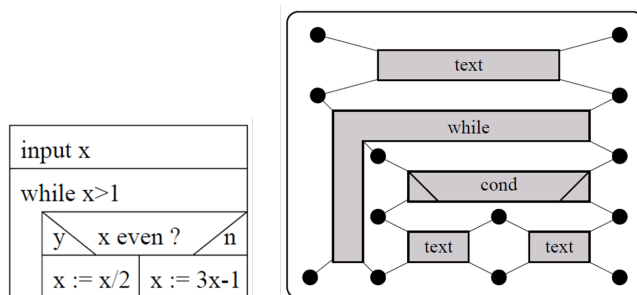 input x
while x>1
y x even ? n
x := x/2 x := 3x-1
text
while
cond
text text